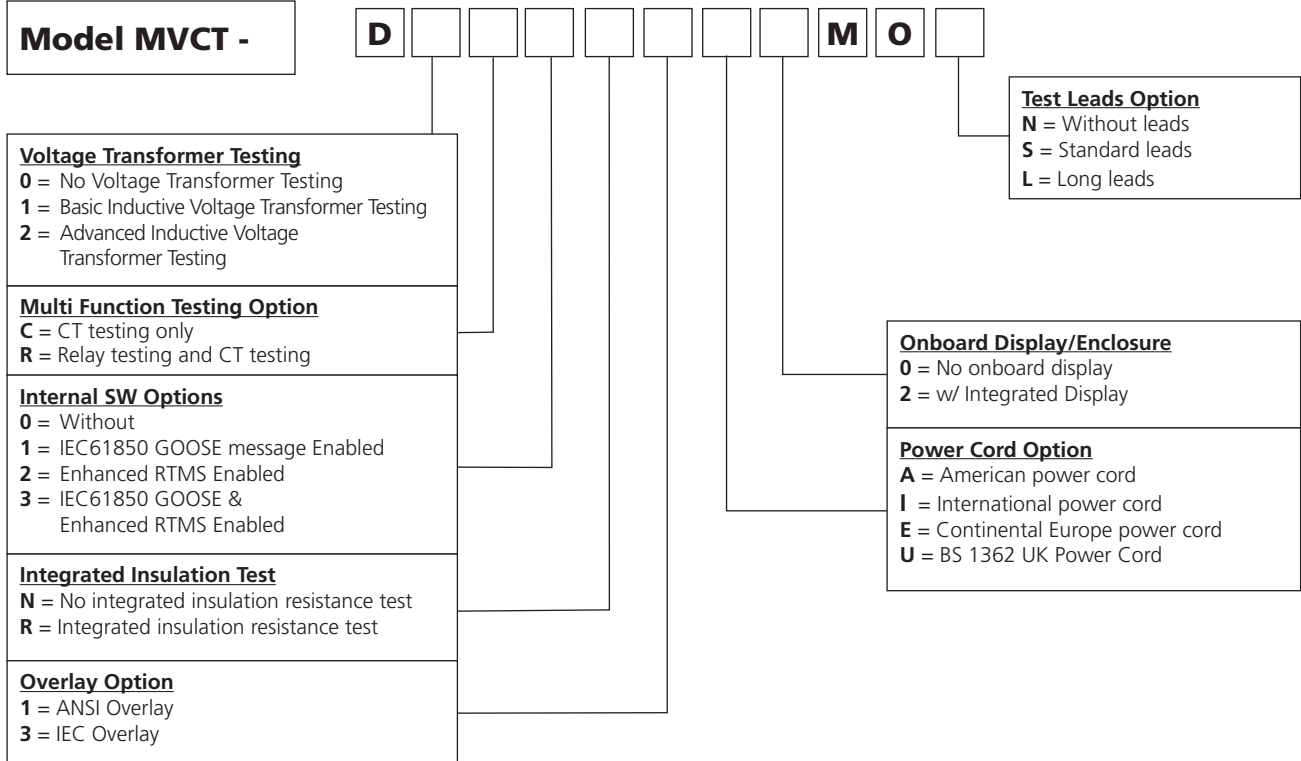 Model MVCT -
D M O
Test Leads Option
N = Without leads
S = Standard leads
L = Long leads
Voltage Transformer Testing
0 = No Voltage Transformer Testing
1 = Basic Inductive Voltage Transformer Testing
2 = Advanced Inductive Voltage
Transformer Testing
Multi Function Testing Option
C = CT testing only
R = Relay testing and CT testing
Internal SW Options
0 = Without
1 = IEC61850 GOOSE message Enabled
2 = Enhanced RTMS Enabled
3 = IEC61850 GOOSE &
Enhanced RTMS Enabled
Integrated Insulation Test
N = No integrated insulation resistance test
R = Integrated insulation resistance test
Overlay Option
1 = ANSI Overlay
3 = IEC Overlay
Onboard Display/Enclosure
0 = No onboard display
2 = w/ Integrated Display
Power Cord Option
A = American power cord
I = International power cord
E = Continental Europe power cord
U = BS 1362 UK Power Cord